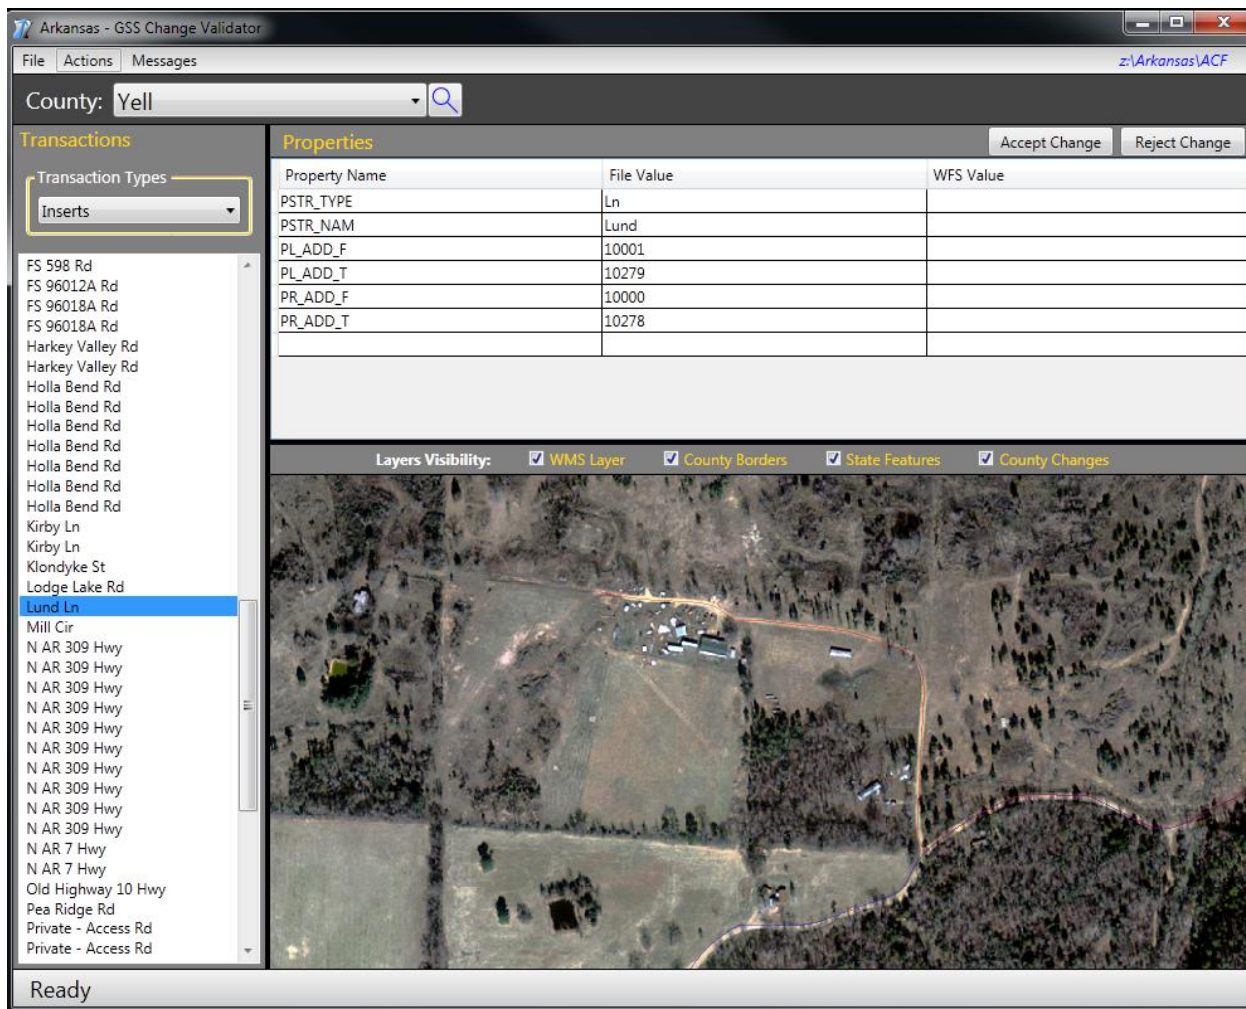 Arkansas - GSS Change Validator
File Actions Messages z:\Arkansas\ACF
County: Yell
Transactions
Transaction Types
Inserts
FS 598 Rd
FS 96012A Rd
FS 96018A Rd
FS 96018A Rd
Harkey Valley Rd
Harkey Valley Rd
Holla Bend Rd
Holla Bend Rd
Holla Bend Rd
Holla Bend Rd
Holla Bend Rd
Holla Bend Rd
Holla Bend Rd
Kirby Ln
Kirby Ln
Klondyke St
Lodge Lake Rd
Lund Ln
Mill Cir
N AR 309 Hwy
N AR 309 Hwy
N AR 309 Hwy
N AR 309 Hwy
N AR 309 Hwy
N AR 309 Hwy
N AR 309 Hwy
N AR 309 Hwy
N AR 309 Hwy
N AR 309 Hwy
N AR 7 Hwy
N AR 7 Hwy
Old Highway 10 Hwy
Pea Ridge Rd
Private - Access Rd
Private - Access Rd
Properties Accept Change Reject Change
Property Name File Value WFS Value
PSTR_TYPE Ln
PSTR_NAM Lund
PL_ADD_F 10001
PL_ADD_T 10279
PR_ADD_F 10000
PR_ADD_T 10278
Layers Visibility: WMS Layer County Borders State Features County Changes
Ready